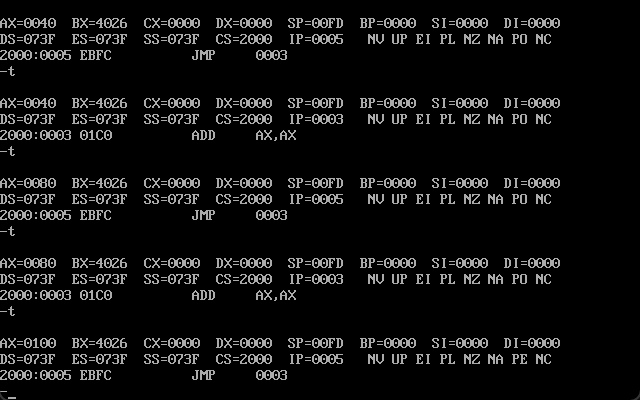 AX=0040 BX=4026 CX=0000 DX=0000 SP=00FD BP=0000 SI=0000 DI=0000
DS=073F ES=073F SS=073F CS=2000 IP=0005 NV UP EI PL NZ NA PO NC
2000:0005 EBFC JMP 0003
-t
AX=0040 BX=4026 CX=0000 DX=0000 SP=00FD BP=0000 SI=0000 DI=0000
DS=073F ES=073F SS=073F CS=2000 IP=0003 NV UP EI PL NZ NA PO NC
2000:0003 01C0 ADD AX,AX
-t
AX=0080 BX=4026 CX=0000 DX=0000 SP=00FD BP=0000 SI=0000 DI=0000
DS=073F ES=073F SS=073F CS=2000 IP=0005 NV UP EI PL NZ NA PO NC
2000:0005 EBFC JMP 0003
-t
AX=0080 BX=4026 CX=0000 DX=0000 SP=00FD BP=0000 SI=0000 DI=0000
DS=073F ES=073F SS=073F CS=2000 IP=0003 NV UP EI PL NZ NA PO NC
2000:0003 01C0 ADD AX,AX
-t
AX=0100 BX=4026 CX=0000 DX=0000 SP=00FD BP=0000 SI=0000 DI=0000
DS=073F ES=073F SS=073F CS=2000 IP=0005 NV UP EI PL NZ NA PE NC
2000:0005 EBFC JMP 0003
-_